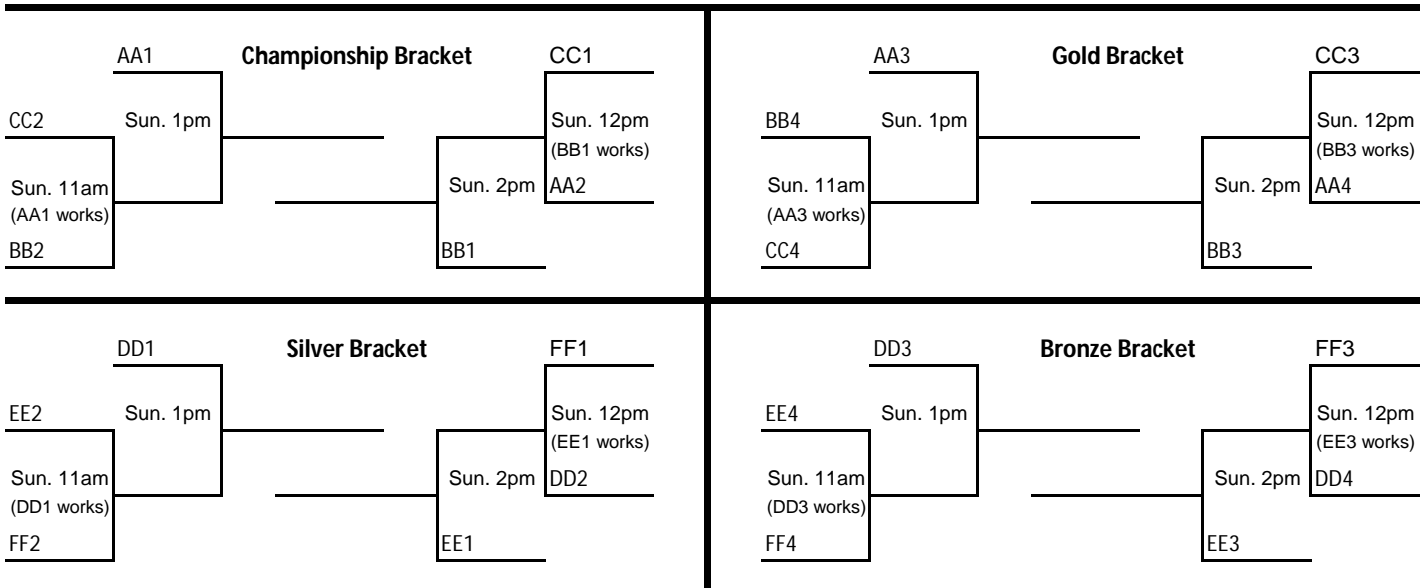 AA1
Championship Bracket
CC1
CC2
Sun. 1pm
Sun. 12pm
(BB1 works)
Sun. 11am
(AA1 works)
Sun. 2pm
AA2
BB2
BB1
AA3
Gold Bracket
CC3
BB4
Sun. 1pm
Sun. 12pm
(BB3 works)
Sun. 11am
(AA3 works)
Sun. 2pm
AA4
CC4
BB3
DD1
Silver Bracket
FF1
EE2
Sun. 1pm
Sun. 12pm
(EE1 works)
Sun. 11am
(DD1 works)
Sun. 2pm
DD2
FF2
EE1
DD3
Bronze Bracket
FF3
EE4
Sun. 1pm
Sun. 12pm
(EE3 works)
Sun. 11am
(DD3 works)
Sun. 2pm
DD4
FF4
EE3